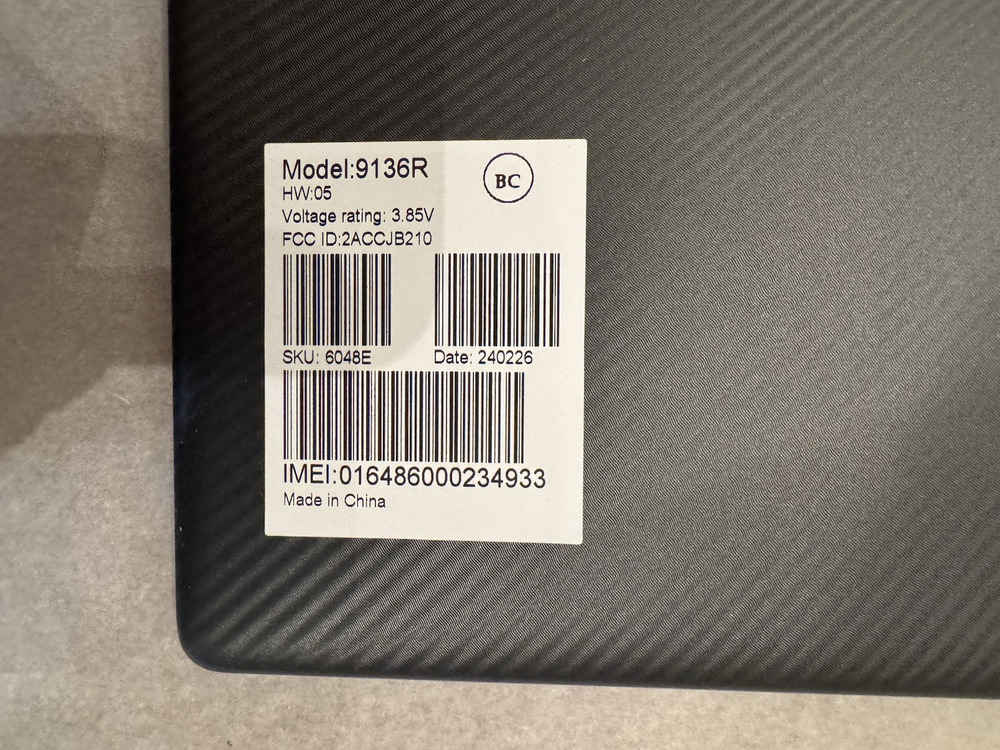 Model:9136R
BC
HW:05
Voltage rating: 3.85V
FCC ID:2ACCJB210
SKU: 6048E
Date: 240226
IMEI:016486000234933
Made in China